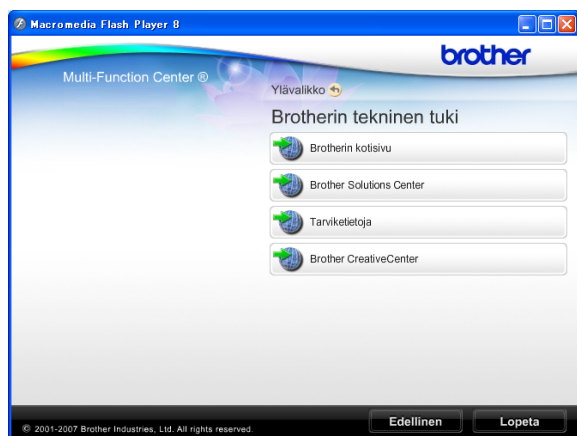 Macromedia Flash Player 8
brother
Multi-Function Center ®
Ylävalikko
Brotherin tekninen tuki
Brotherin kotisivu
Brother Solutions Center
Tarviketietoja
Brother CreativeCenter
© 2001-2007 Brother Industries, Ltd. All rights reserved.
Edellinen
Lopeta